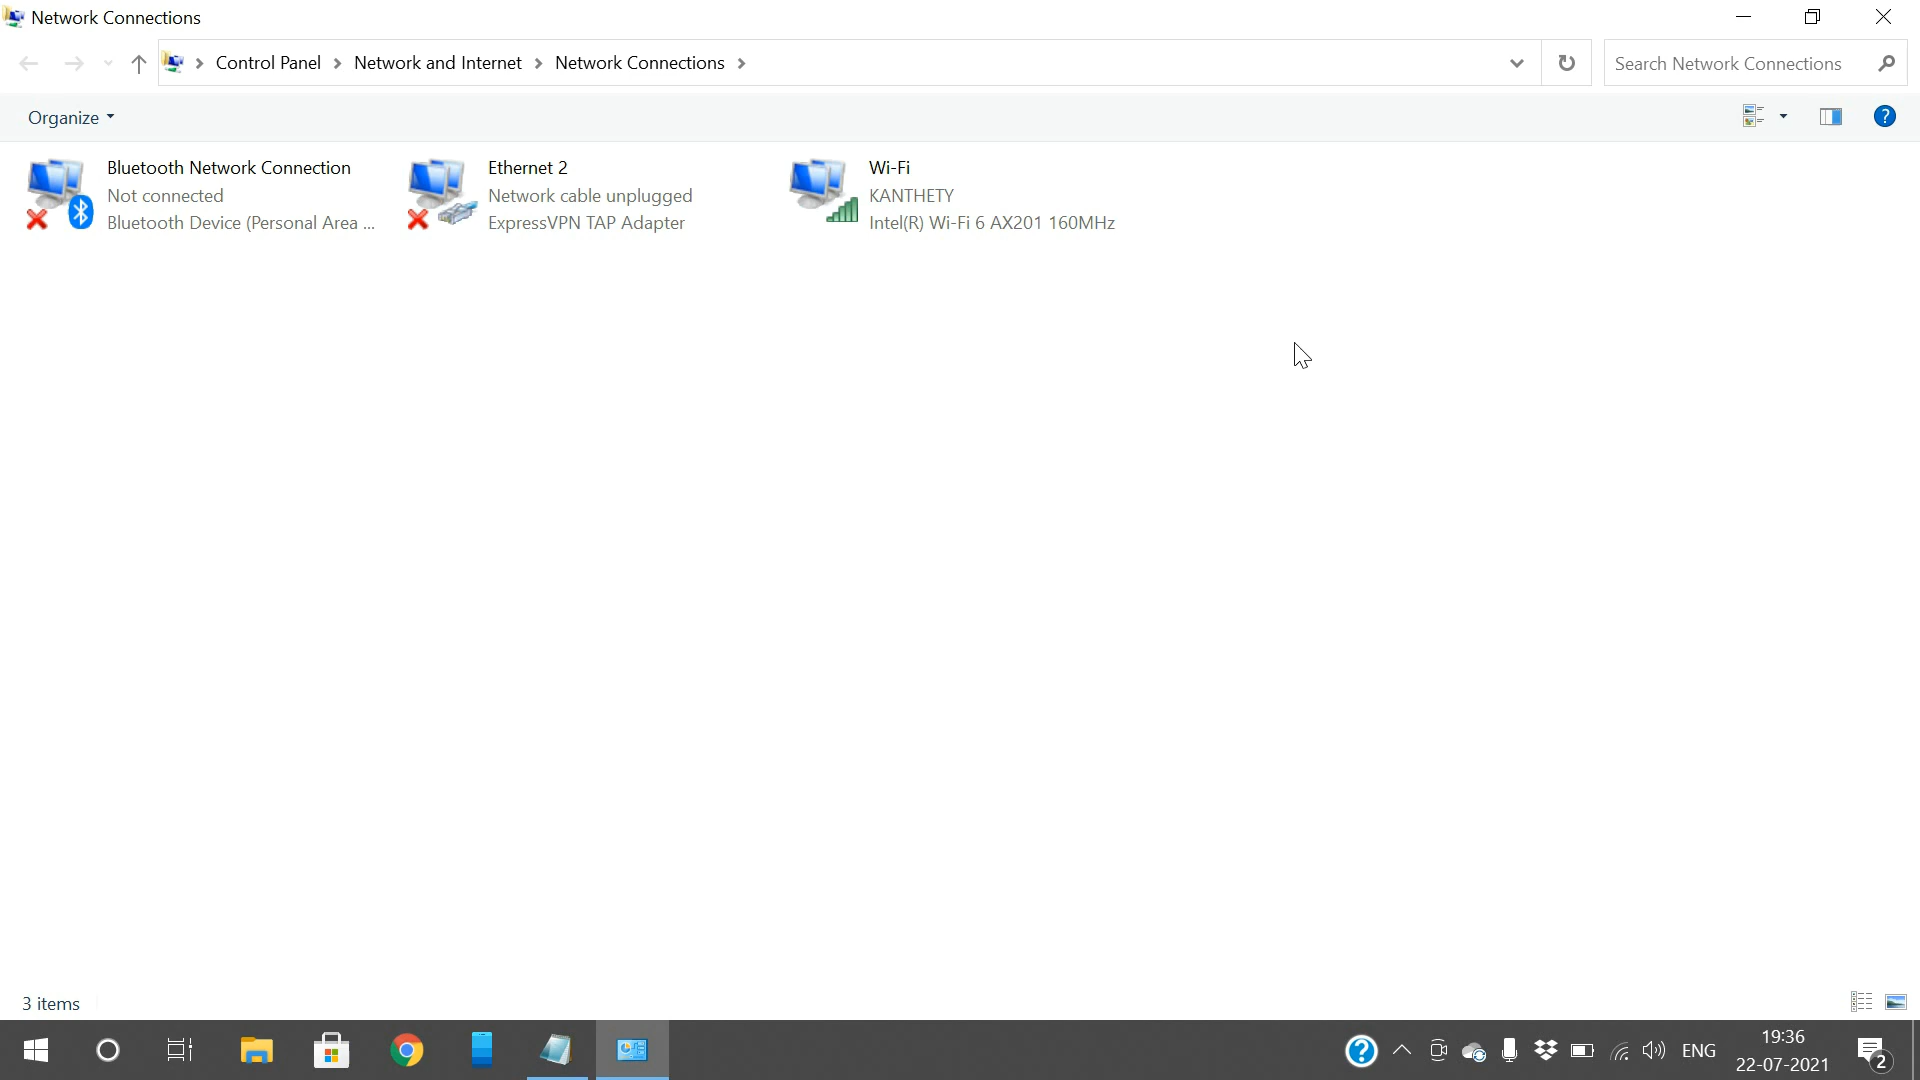 Network Connections
Control Panel > Network and Internet > Network Connections >
Search Network Connections
Organize
?
Bluetooth Network Connection
Not connected
Bluetooth Device (Personal Area ...
Ethernet 2
Network cable unplugged
ExpressVPN TAP Adapter
Wi-Fi
KANTHETY
Intel(R) Wi-Fi 6 AX201 160MHz
3 items
?
ENG
19:36
22-07-2021
2